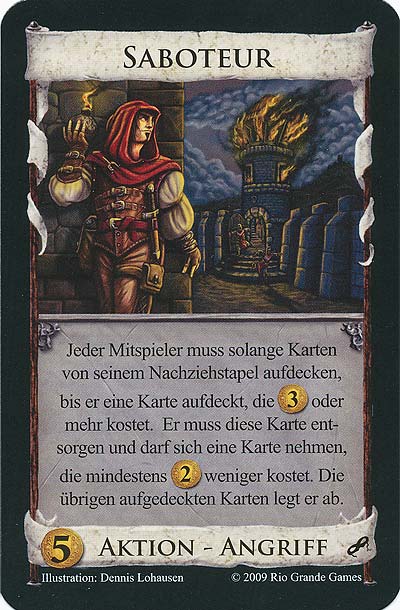 SABOTEUR
Jeder Mitspieler muss solange Karten
von seinem Nachziehstapel aufdecken,
bis er eine Karte aufdeckt, die 3 oder
mehr kostet. Er muss diese Karte ent-
sorgen und darf sich eine Karte nehmen,
die mindestens 2 weniger kostet. Die
übrigen aufgedeckten Karten legt er ab.
5 AKTION - ANGRIFF
Illustration: Dennis Lohausen © 2009 Rio Grande Games